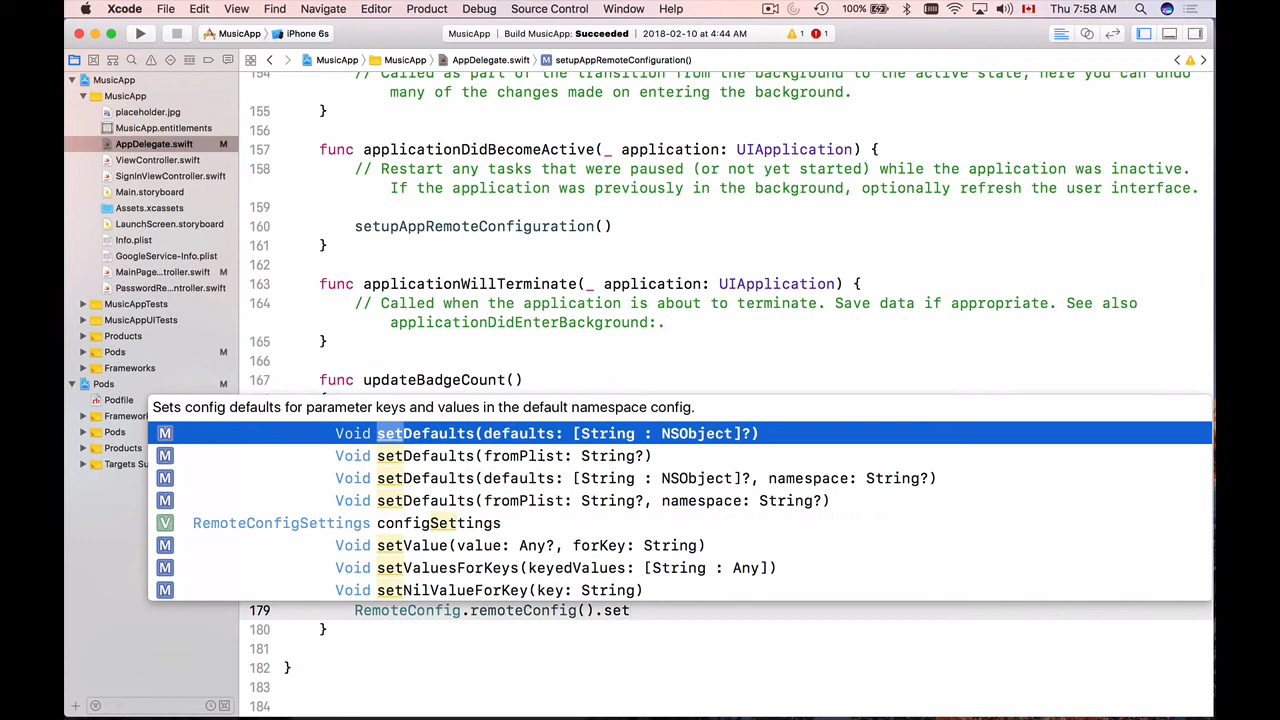 Xcode File Edit View Find Navigate Editor Product Debug Source Control Window Help 100% Thu 7:58 AM
MusicApp iPhone 6s MusicApp Build MusicApp: Succeeded 2018-02-10 at 4:44 AM 1 1
MusicApp MusicApp AppDelegate.swift setupAppRemoteConfiguration()
MusicApp
MusicApp
placeholder.jpg
MusicApp.entitlements
AppDelegate.swift M
ViewController.swift
SignInViewController.swift
Main.storyboard
Assets.xcassets
LaunchScreen.storyboard
Info.plist
GoogleService-Info.plist
MainPage...troller.swift M
PasswordRe...ntroller.swift
MusicAppTests
MusicAppUITests
Products
Pods M
Frameworks
Pods M
Podfile
Framewor
Pods
Products
Targets Su
154 // Called as part of the transition from the background to the active state; here you can undo
many of the changes made on entering the background.
155 }
156
157 func applicationDidBecomeActive(_ application: UIApplication) {
158 // Restart any tasks that were paused (or not yet started) while the application was inactive.
If the application was previously in the background, optionally refresh the user interface.
159
160 setupAppRemoteConfiguration()
161 }
162
163 func applicationWillTerminate(_ application: UIApplication) {
164 // Called when the application is about to terminate. Save data if appropriate. See also
applicationDidEnterBackground:.
165 }
166
167 func updateBadgeCount()
Sets config defaults for parameter keys and values in the default namespace config.
M Void setDefaults(defaults: [String : NSObject]?)
M Void setDefaults(fromPlist: String?)
M Void setDefaults(defaults: [String : NSObject]?, namespace: String?)
M Void setDefaults(fromPlist: String?, namespace: String?)
V RemoteConfigSettings configSettings
M Void setValue(value: Any?, forKey: String)
M Void setValuesForKeys(keyedValues: [String : Any])
M Void setNilValueForKey(key: String)
179 RemoteConfig.remoteConfig().set
180 }
181
182 }
183
184